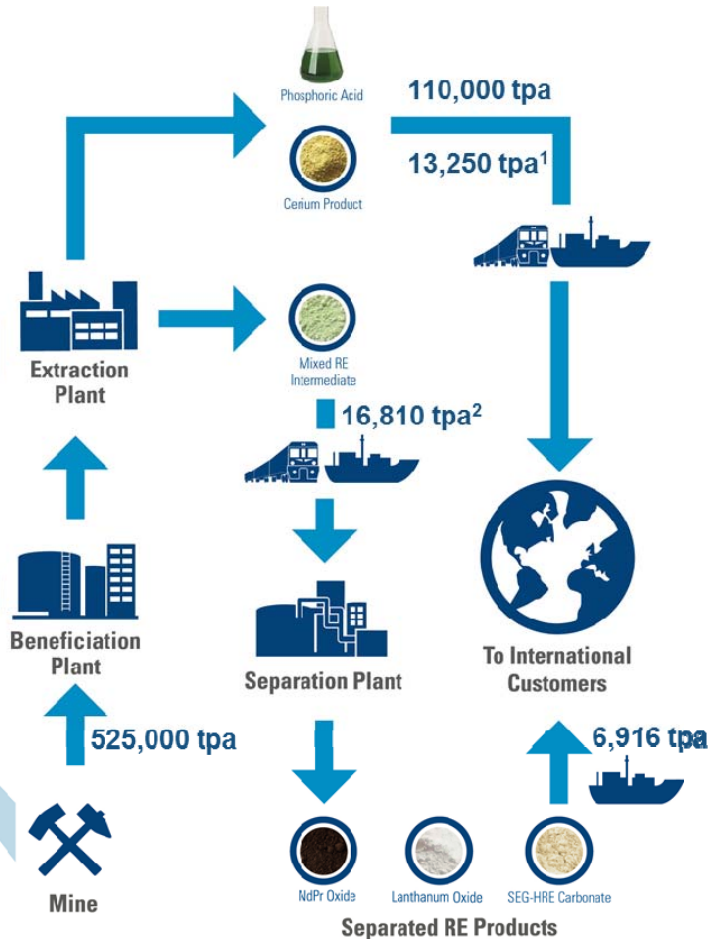 Phosphoric Acid
110,000 tpa
13,250 tpa¹
Cerium Product
Extraction
Plant
Mixed RE
Intermediate
16,810 tpa²
Beneficiation
Plant
Separation Plant
To International
Customers
525,000 tpa
6,916 tpa
Mine
NdPr Oxide
Lanthanum Oxide
SEG-HRE Carbonate
Separated RE Products